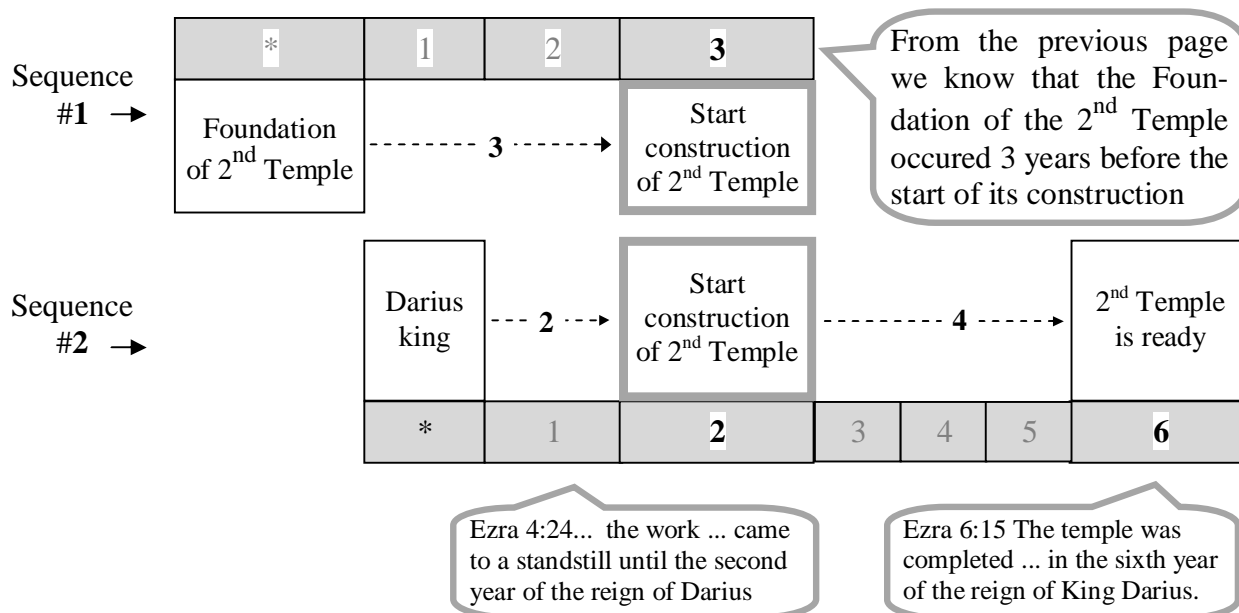 * 1 2 3
Sequence
#1 →
Foundation
of 2nd Temple
3
Start
construction
of 2nd Temple
From the previous page
we know that the Foun-
dation of the 2nd Temple
occured 3 years before the
start of its construction
Sequence
#2 →
Darius
king
2
Start
construction
of 2nd Temple
4
2nd Temple
is ready
* 1 2 3 4 5 6
Ezra 4:24... the work ... came
to a standstill until the second
year of the reign of Darius
Ezra 6:15 The temple was
completed ... in the sixth year
of the reign of King Darius.